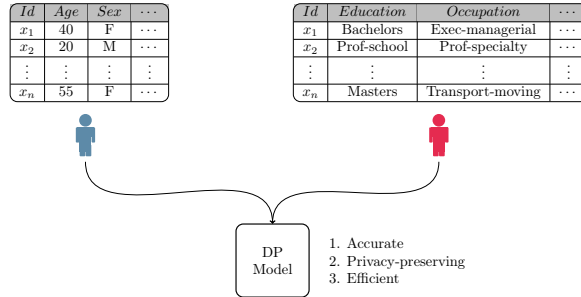 Id Age Sex ⋯
x₁ 40 F ⋯
x₂ 20 M ⋯
⋮ ⋮ ⋮ ⋮
xₙ 55 F ⋯
Id Education Occupation ⋯
x₁ Bachelors Exec-managerial ⋯
x₂ Prof-school Prof-specialty ⋯
⋮ ⋮ ⋮ ⋮
xₙ Masters Transport-moving ⋯
DP
Model
1. Accurate
2. Privacy-preserving
3. Efficient